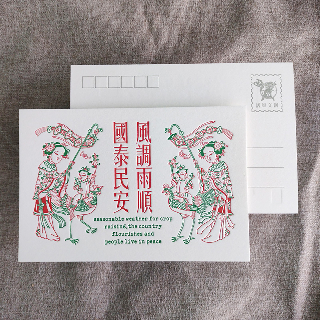 風調雨順
國泰民安
seasonable weather for crop
raising,the country
flourishes and
people live in peace